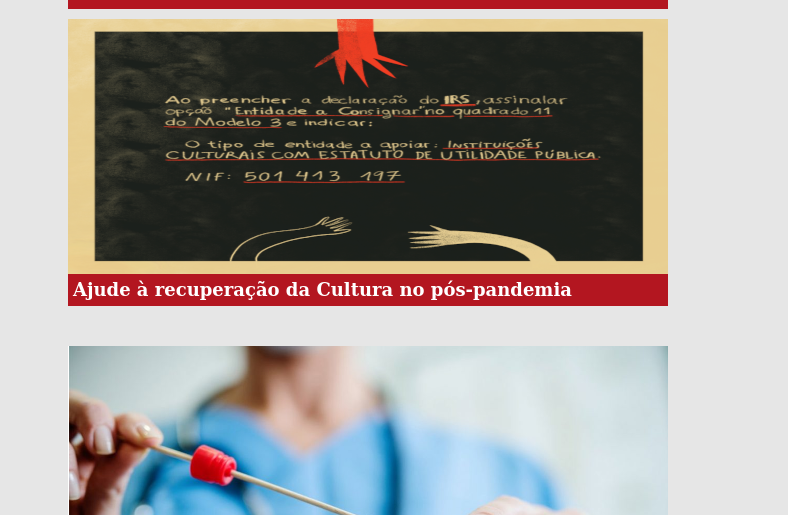 Ao preencher a declaração do IRS, assinalar
opção "Entidade a Consignar" no quadrado 11
do Modelo 3 e indicar:
O tipo de entidade a apoiar: INSTITUIÇÕES
CULTURAIS COM ESTATUTO DE UTILIDADE PÚBLICA.
NIF: 501 413 197
Ajude à recuperação da Cultura no pós-pandemia